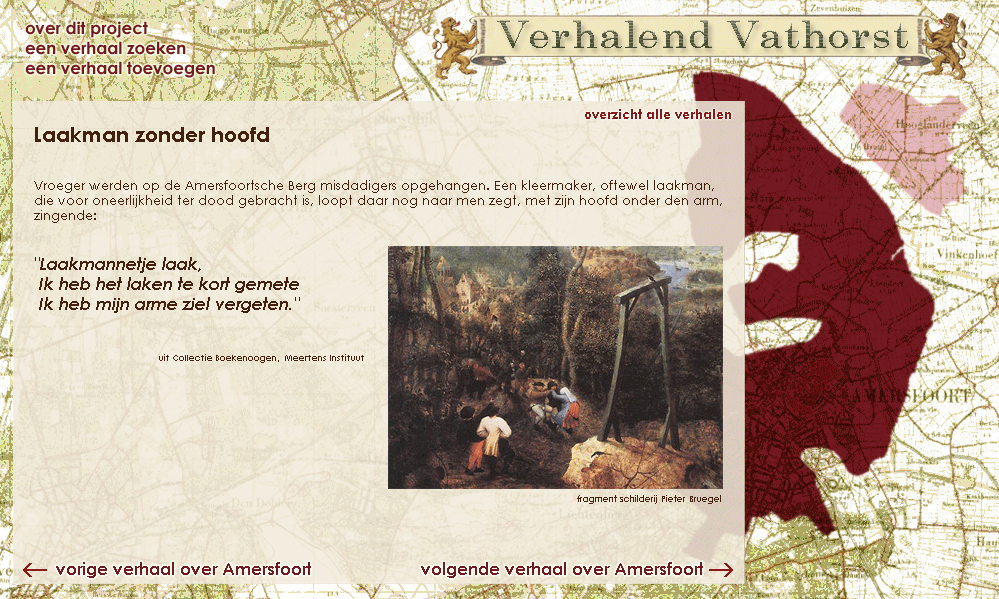 over dit project
een verhaal zoeken
een verhaal toevoegen
Verhalend Vathorst
overzicht alle verhalen
Laakman zonder hoofd
Vroeger werden op de Amersfoortsche Berg misdadigers opgehangen. Een kleermaker, oftewel laakman,
die voor oneerlijkheid ter dood gebracht is, loopt daar nog naar men zegt, met zijn hoofd onder den arm,
zingende:
"Laakmannetje laak,
Ik heb het laken te kort gemete
Ik heb mijn arme ziel vergeten."
uit Collectie Boekenoogen, Meertens Instituut
fragment schilderij Pieter Bruegel
← vorige verhaal over Amersfoort
volgende verhaal over Amersfoort →
Zevenhuizen
Hooglanderveen
Vinkenhoef
AMERSFOORT